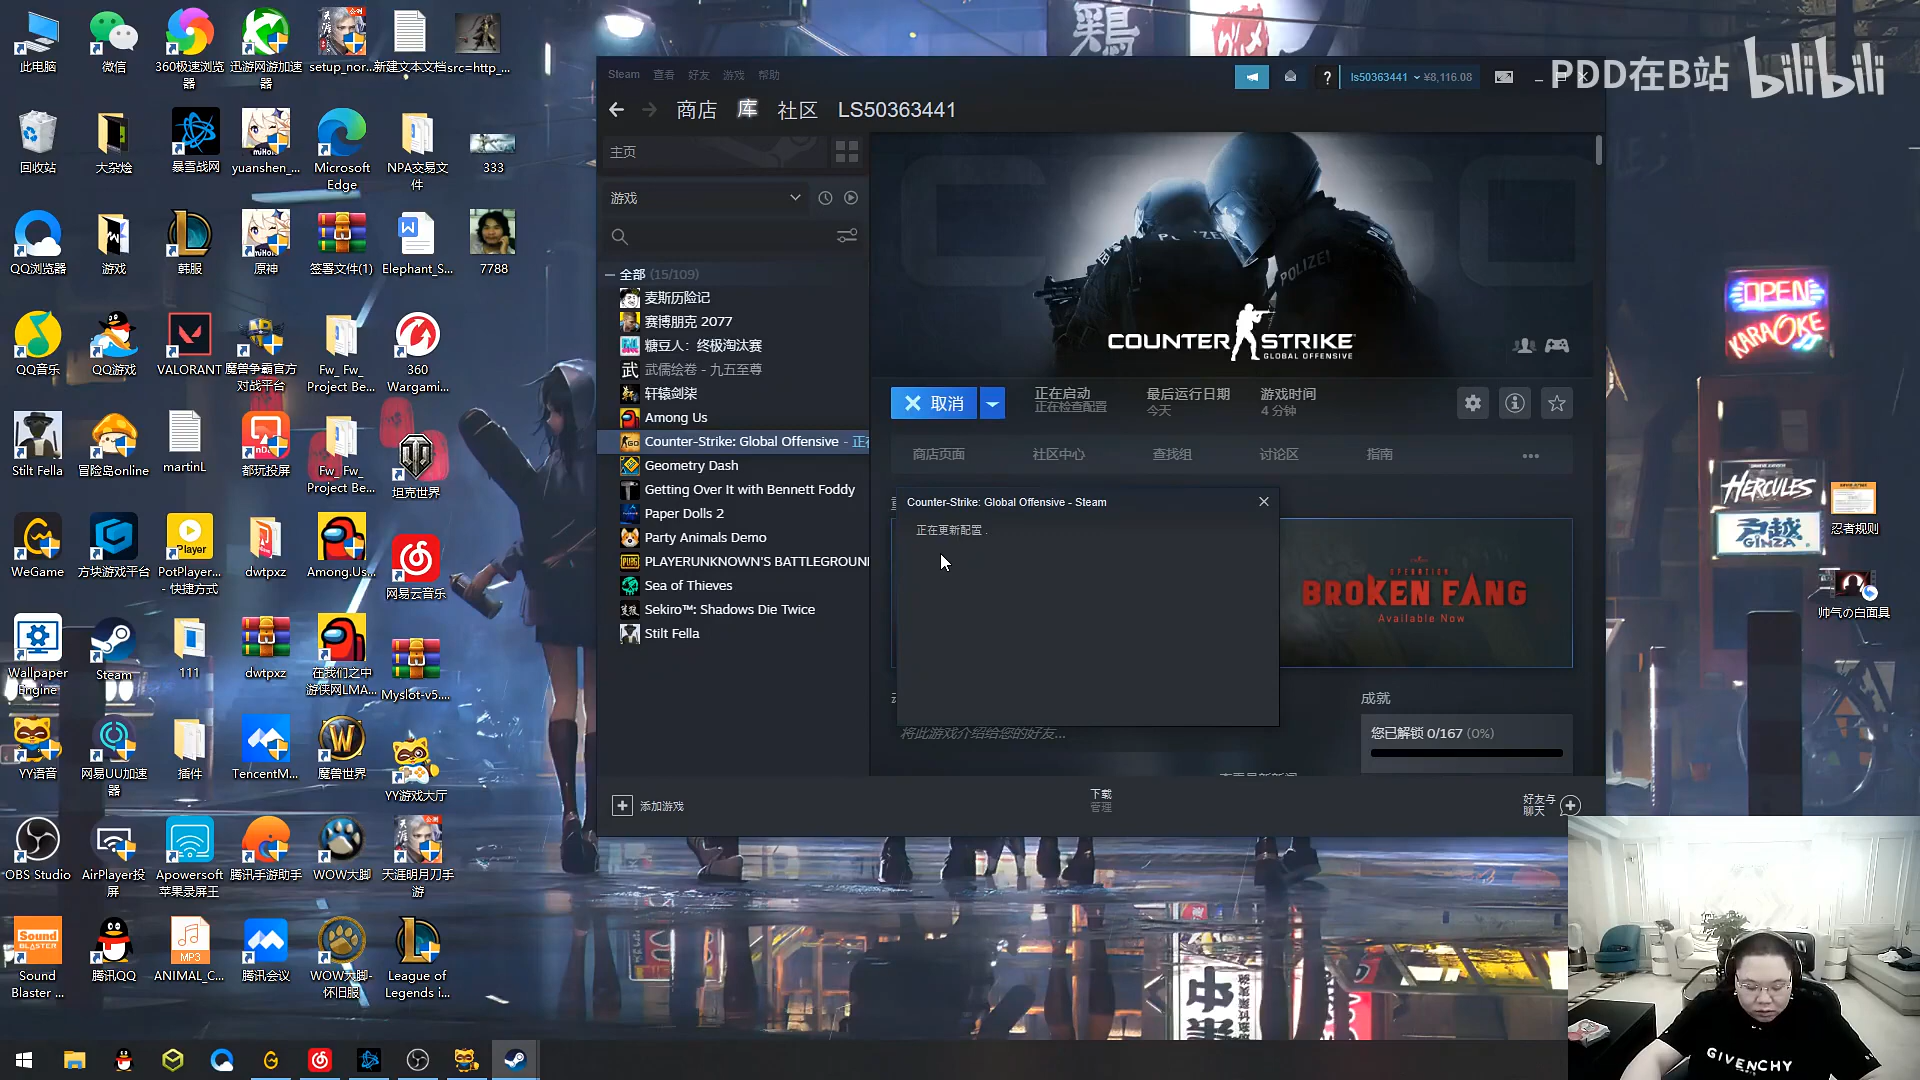 此电脑
微信
360极速浏览器
迅游网游加速器
setup_nor...
新建文本文档
src=http_...
回收站
大杂烩
暴雪战网
yuanshen_...
Microsoft Edge
NPA交易文件
333
QQ浏览器
游戏
韩服
原神
签署文件(1)
Elephant_S...
7788
QQ音乐
QQ游戏
VALORANT
魔兽争霸官方对战平台
Fw_ Fw_ Project Be...
360 Wargami...
Stilt Fella
冒险岛online
martinL
都玩投屏
Fw_ Fw_ Project Be...
坦克世界
WeGame
方块游戏平台
PotPlayer... - 快捷方式
dwtpxz
Among.Us...
网易云音乐
Wallpaper Engine
Steam
111
dwtpxz
在我们之中游侠网LMA...
Myslot-v5....
YY语音
网易UU加速器
插件
TencentM...
魔兽世界
YY游戏大厅
OBS Studio
AirPlayer投屏
Apowersoft苹果录屏王
腾讯手游助手
WOW大脚
天涯明月刀手游
Sound Blaster ...
腾讯QQ
ANIMAL_C...
腾讯会议
WOW大脚-怀旧服
League of Legends i...
Steam 查看 好友 游戏 帮助
ls50363441 ¥8,116.08
PDD在B站 bilibili
商店 库 社区 LS50363441
主页
游戏
全部 (15/109)
麦斯历险记
赛博朋克 2077
糖豆人：终极淘汰赛
武儒绘卷 - 九五至尊
轩辕剑柒
Among Us
Counter-Strike: Global Offensive - 正在
Geometry Dash
Getting Over It with Bennett Foddy
Paper Dolls 2
Party Animals Demo
PLAYERUNKNOWN'S BATTLEGROUN
Sea of Thieves
Sekiro™: Shadows Die Twice
Stilt Fella
POLIZEI
COUNTER STRIKE
GLOBAL OFFENSIVE
取消
正在启动
正在检查配置
最后运行日期
今天
游戏时间
4 分钟
商店页面 社区中心 查找组 讨论区 指南
Counter-Strike: Global Offensive - Steam
正在更新配置 .
OPERATION
BROKEN FANG
Available Now
成就
您已解锁 0/167 (0%)
将此游戏介绍给您的好友...
添加游戏
下载
管理
好友与
聊天
OPEN
KARAOKE
HERCULES
GINZA
忍者规则
帅气の白面具
GIVENCHY